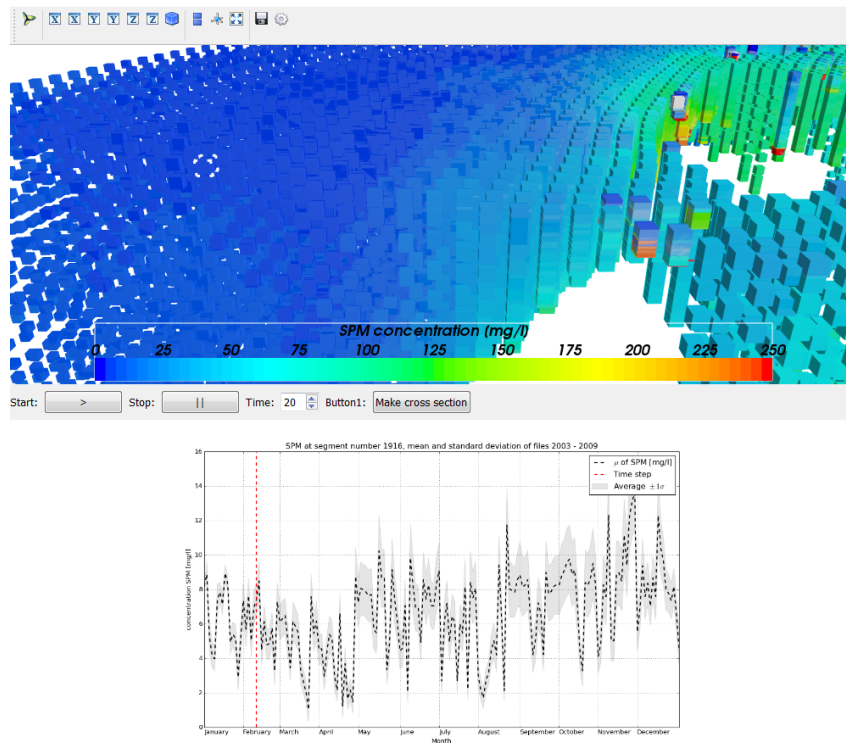 X X Y Y Z Z
SPM concentration (mg/l)
0 25 50 75 100 125 150 175 200 225 250
Start: > Stop: || Time: 20 Button1: Make cross section
SPM at segment number 1916, mean and standard deviation of files 2003 - 2009
μ of SPM [mg/l]
Time step
Average ±1σ
16
14
12
10
8
6
4
2
0
concentration SPM [mg/l]
January February March April May June July August September October November December
Month